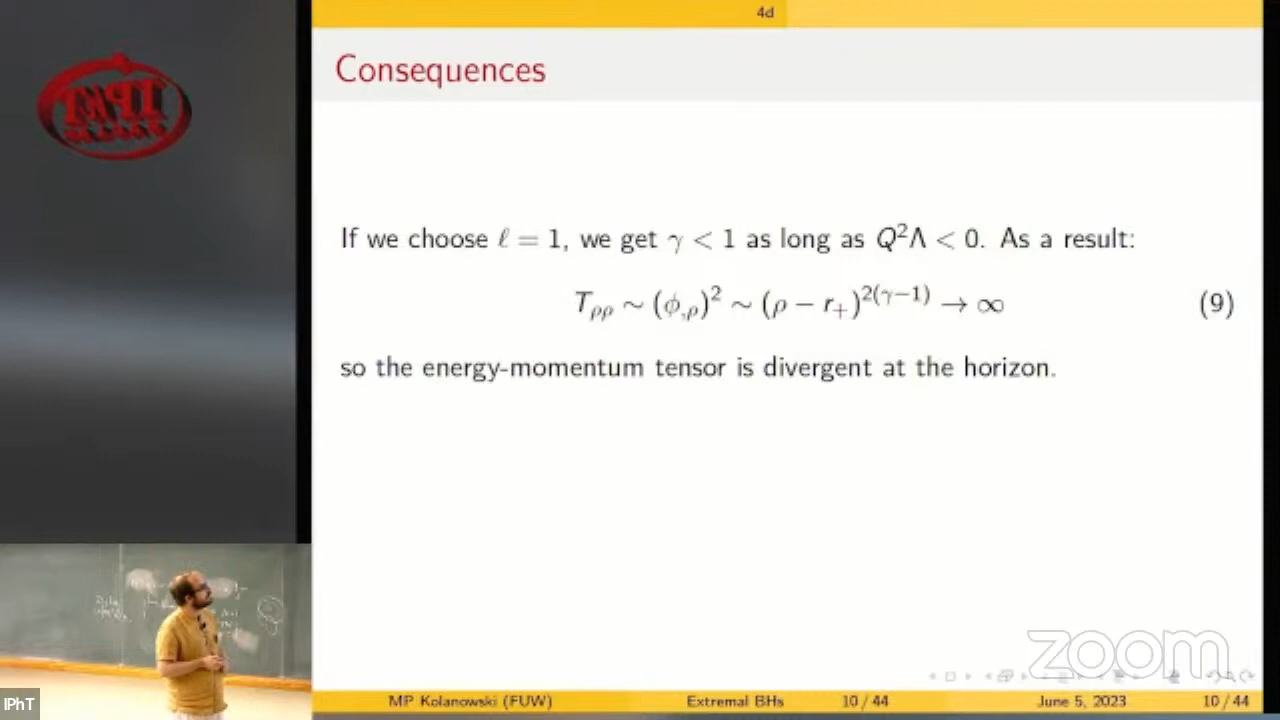 4d
Consequences
If we choose ℓ = 1, we get γ < 1 as long as Q²Λ < 0. As a result:
T_{ρρ} ∼ (ϕ_{,ρ})² ∼ (ρ − r₊)^{2(γ−1)} → ∞ (9)
so the energy-momentum tensor is divergent at the horizon.
zoom
MP Kolanowski (FUW) Extremal BHs 10 / 44 June 5, 2023 10 / 44
IPhT